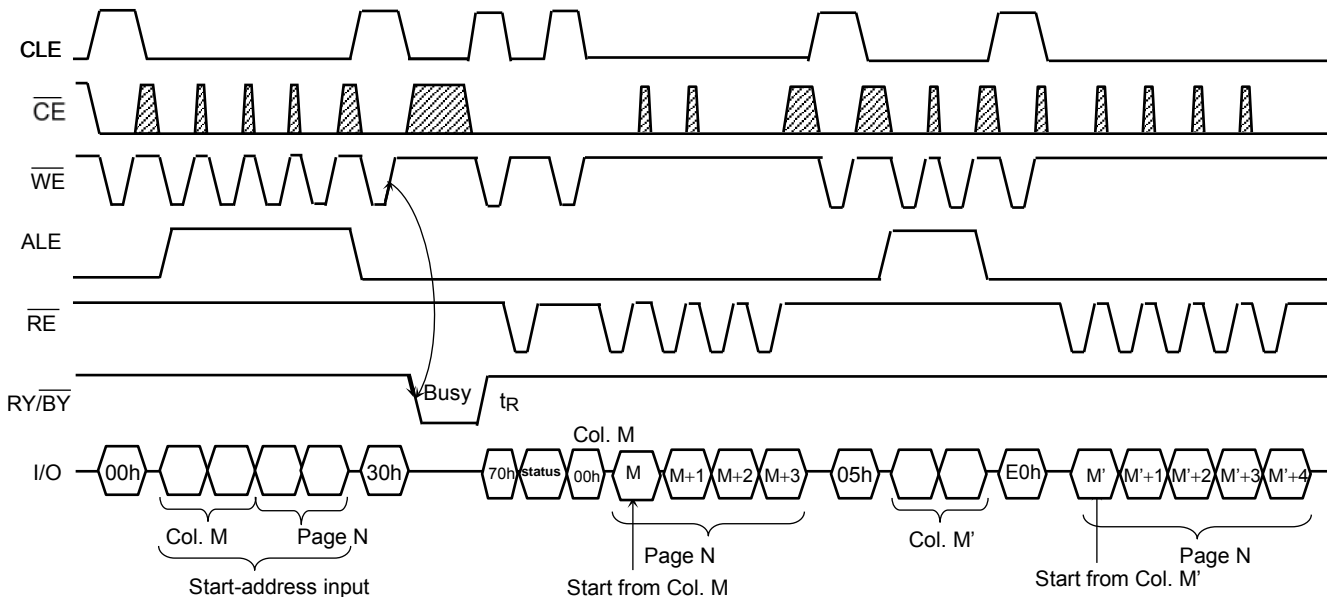 CLE
CE
WE
ALE
RE
RY/BY
Busy
tR
Col. M
I/O
00h
30h
70h
status
00h
M
M+1
M+2
M+3
05h
E0h
M'
M'+1
M'+2
M'+3
M'+4
Col. M
Page N
Page N
Col. M'
Page N
Start-address input
Start from Col. M
Start from Col. M'